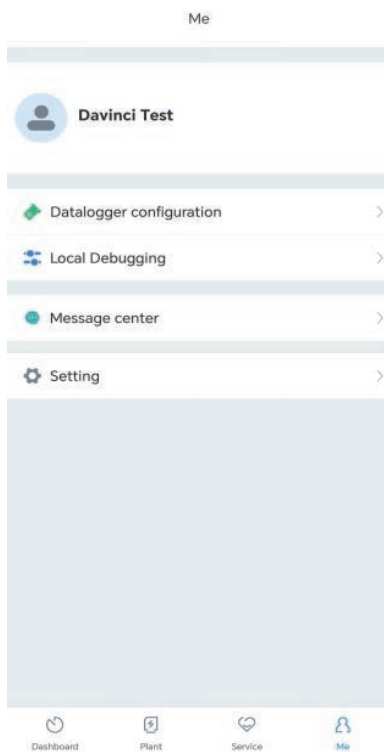 Me
Davinci Test
Datalogger configuration
Local Debugging
Message center
Setting
Dashboard
Plant
Service
Me